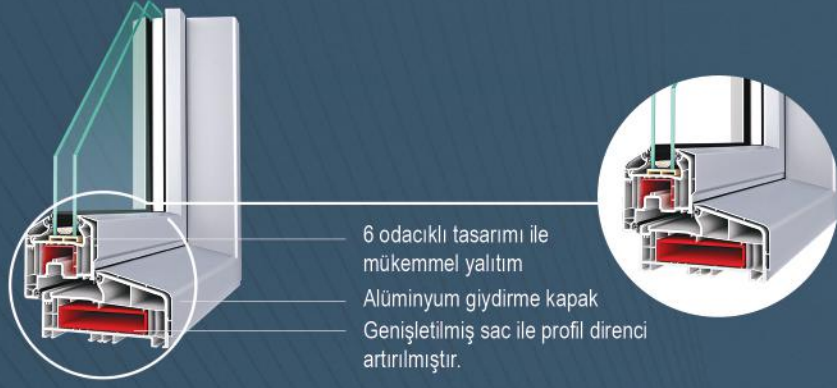 6 odacıklı tasarımı ile
mükemmel yalıtım
Alüminyum giydirme kapak
Genişletilmiş sac ile profil direnci
artırılmıştır.